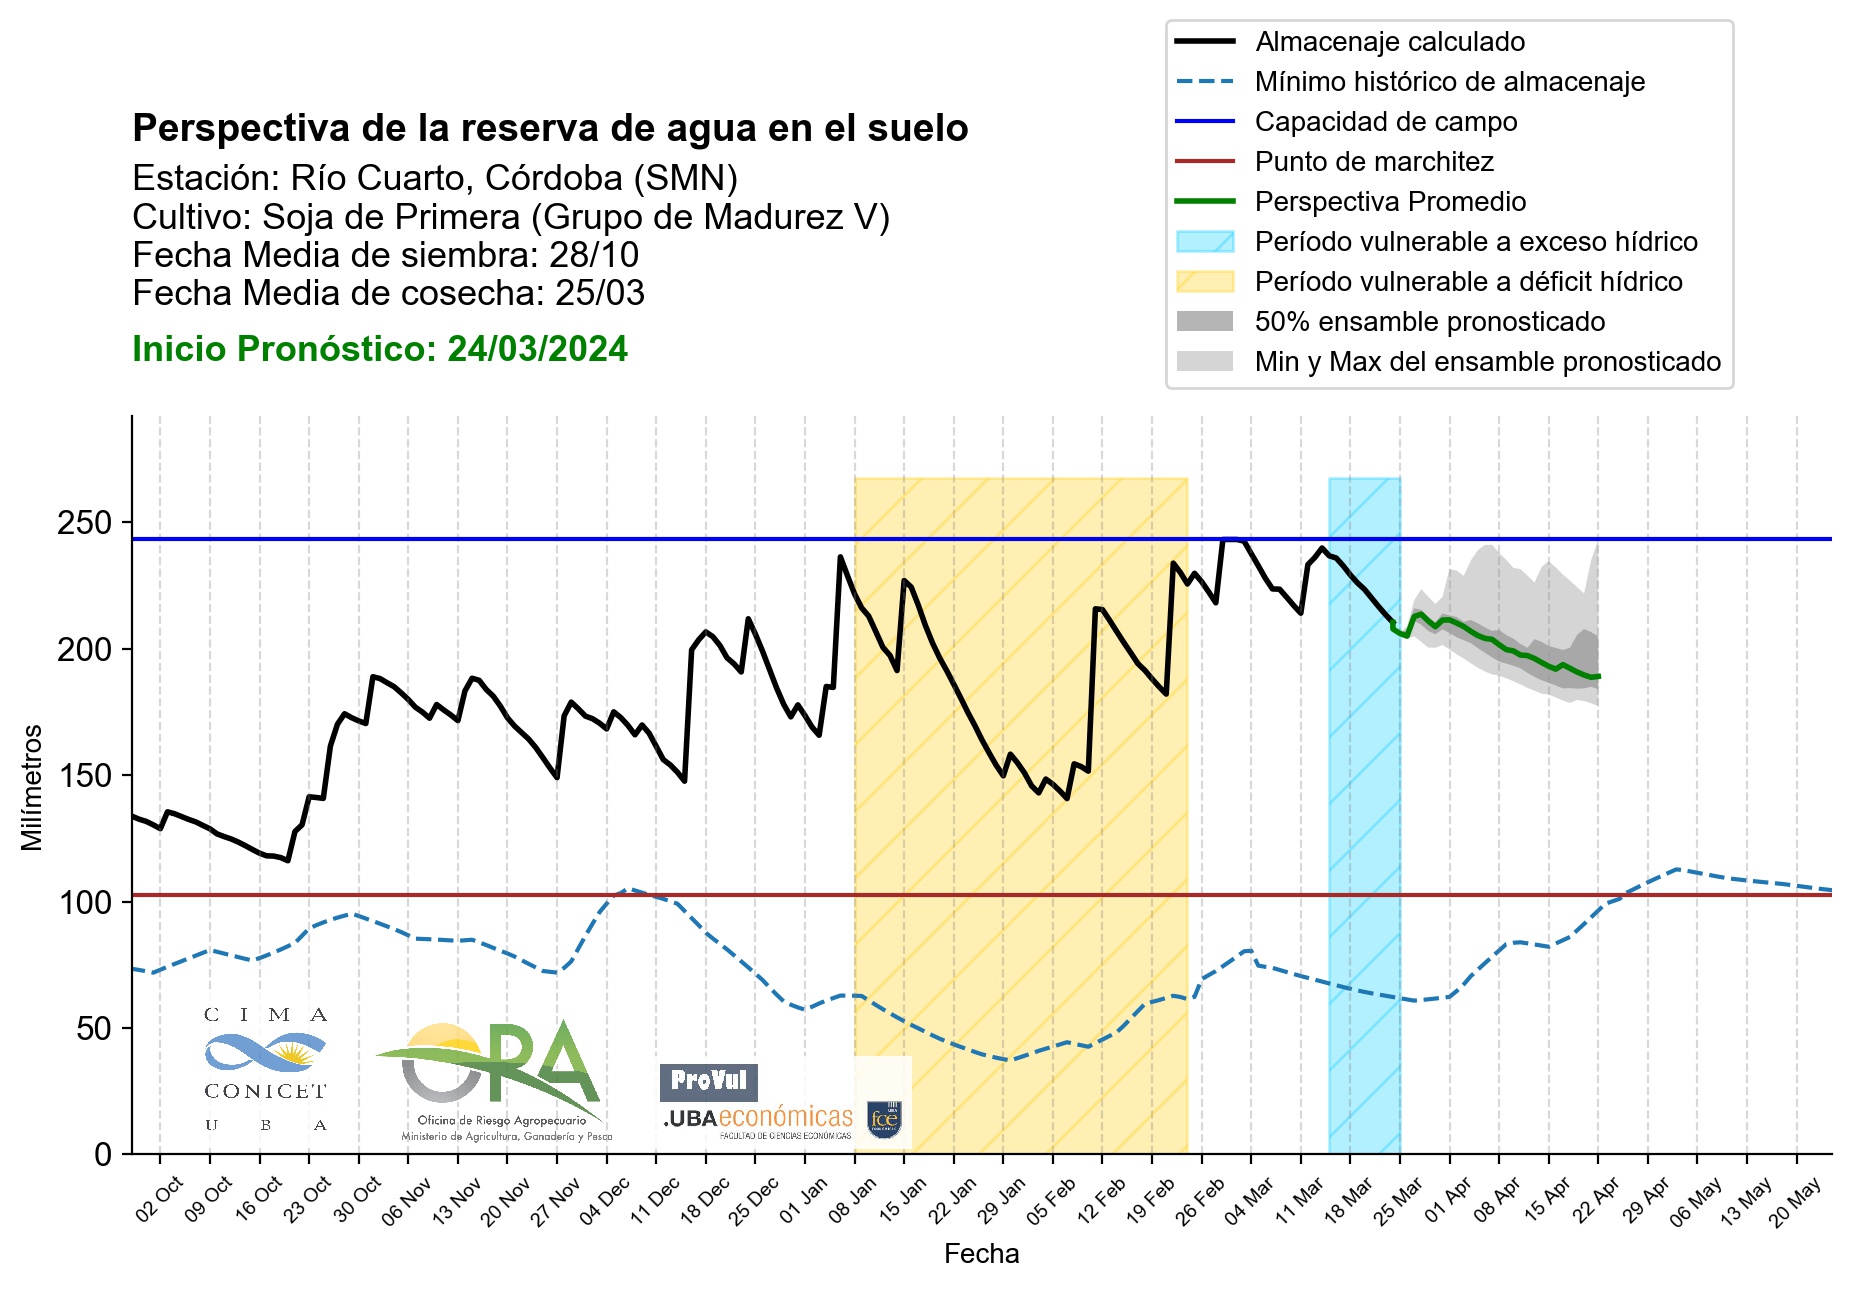 Almacenaje calculado
Mínimo histórico de almacenaje
Capacidad de campo
Punto de marchitez
Perspectiva Promedio
Período vulnerable a exceso hídrico
Período vulnerable a déficit hídrico
50% ensamble pronosticado
Min y Max del ensamble pronosticado
Perspectiva de la reserva de agua en el suelo
Estación: Río Cuarto, Córdoba (SMN)
Cultivo: Soja de Primera (Grupo de Madurez V)
Fecha Media de siembra: 28/10
Fecha Media de cosecha: 25/03
Inicio Pronóstico: 24/03/2024
Milímetros
250
200
150
100
50
0
CIMA
CONICET
UBA
ORA
Oficina de Riesgo Agropecuario
Ministerio de Agricultura, Ganadería y Pesca
ProVul
.UBAeconómicas
FACULTAD DE CIENCIAS ECONÓMICAS
UBA
fce
ECONÓMICAS
02 Oct
09 Oct
16 Oct
23 Oct
30 Oct
06 Nov
13 Nov
20 Nov
27 Nov
04 Dec
11 Dec
18 Dec
25 Dec
01 Jan
08 Jan
15 Jan
22 Jan
29 Jan
05 Feb
12 Feb
19 Feb
26 Feb
04 Mar
11 Mar
18 Mar
25 Mar
01 Apr
08 Apr
15 Apr
22 Apr
29 Apr
06 May
13 May
20 May
Fecha